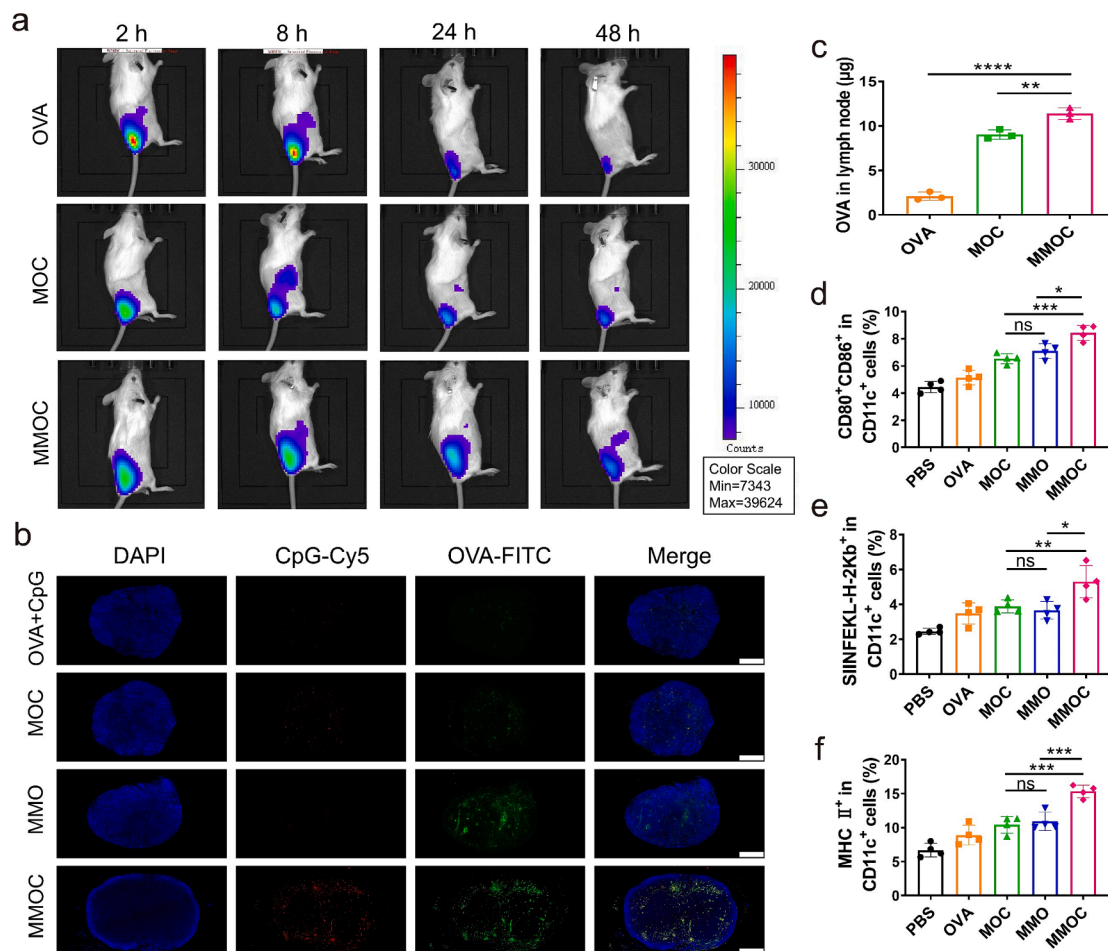 a
2 h 8 h 24 h 48 h
OVA
MOC
MMOC
30000
20000
10000
Counts
Color Scale
Min=7343
Max=39624
b
DAPI CpG-Cy5 OVA-FITC Merge
OVA+CpG
MOC
MMO
MMOC
c
OVA in lymph node (μg)
15
10
5
0
****
**
OVA MOC MMOC
d
CD80⁺CD86⁺ in
CD11c⁺ cells (%)
10
8
6
4
2
0
*
***
ns
PBS OVA MOC MMO MMOC
e
SIINFEKL-H-2Kb⁺ in
CD11c⁺ cells (%)
8
6
4
2
0
*
**
ns
PBS OVA MOC MMO MMOC
f
MHC Ⅱ⁺ in
CD11c⁺ cells (%)
20
15
10
5
0
***
***
ns
PBS OVA MOC MMO MMOC